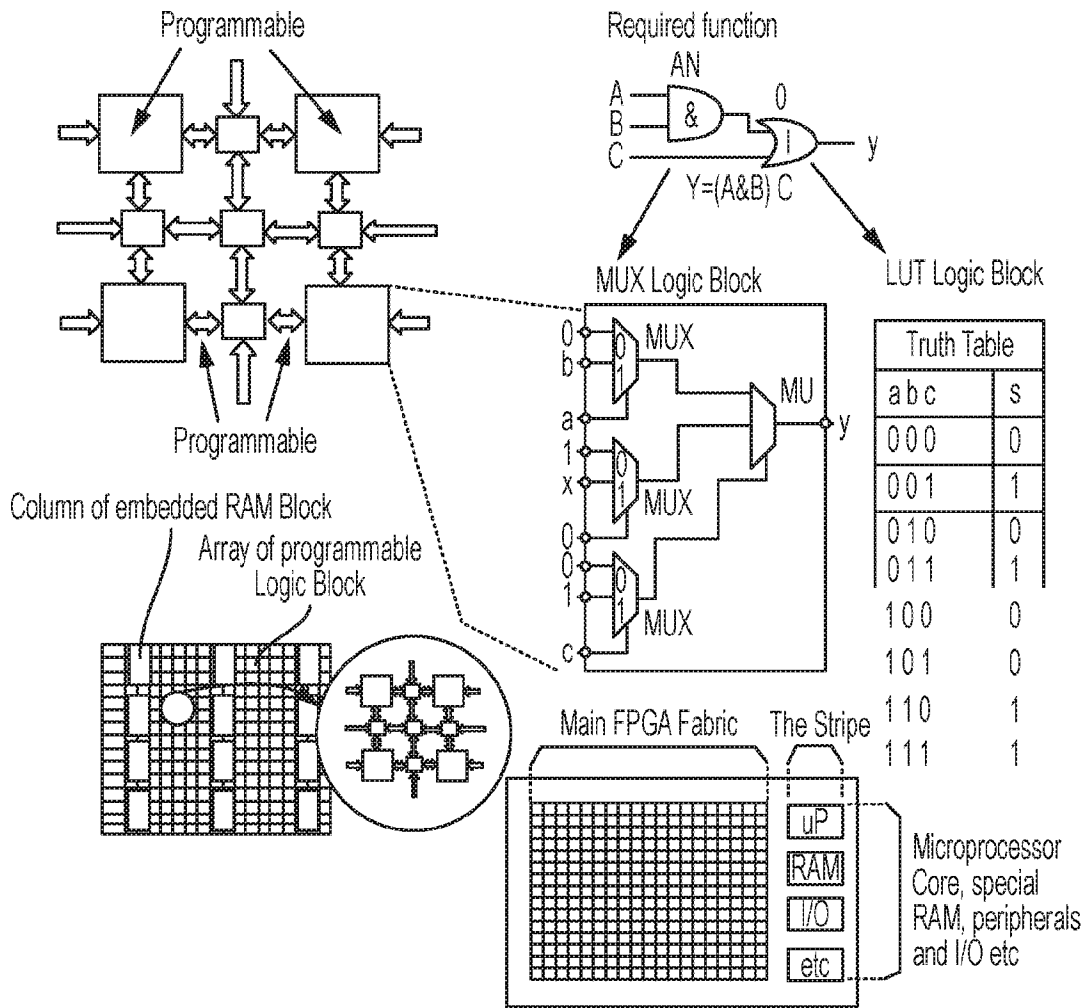 Programmable
Programmable
Column of embedded RAM Block
Array of programmable
Logic Block
Required function
AN
A
B
C
&
0
|
y
Y=(A&B) C
MUX Logic Block
0
b
a
0
1
MUX
1
x
0
0
1
MUX
0
1
c
0
1
MUX
MU
y
LUT Logic Block
Truth Table
a b c s
0 0 0 0
0 0 1 1
0 1 0 0
0 1 1 1
1 0 0 0
1 0 1 0
1 1 0 1
1 1 1 1
Main FPGA Fabric
The Stripe
uP
RAM
I/O
etc
Microprocessor
Core, special
RAM, peripherals
and I/O etc